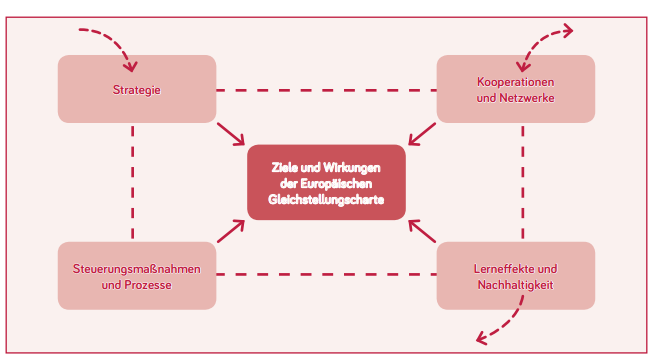 Strategie
Kooperationen
und Netzwerke
Ziele und Wirkungen
der Europäischen
Gleichstellungscharta
Steuerungsmaßnahmen
und Prozesse
Lerneffekte und
Nachhaltigkeit